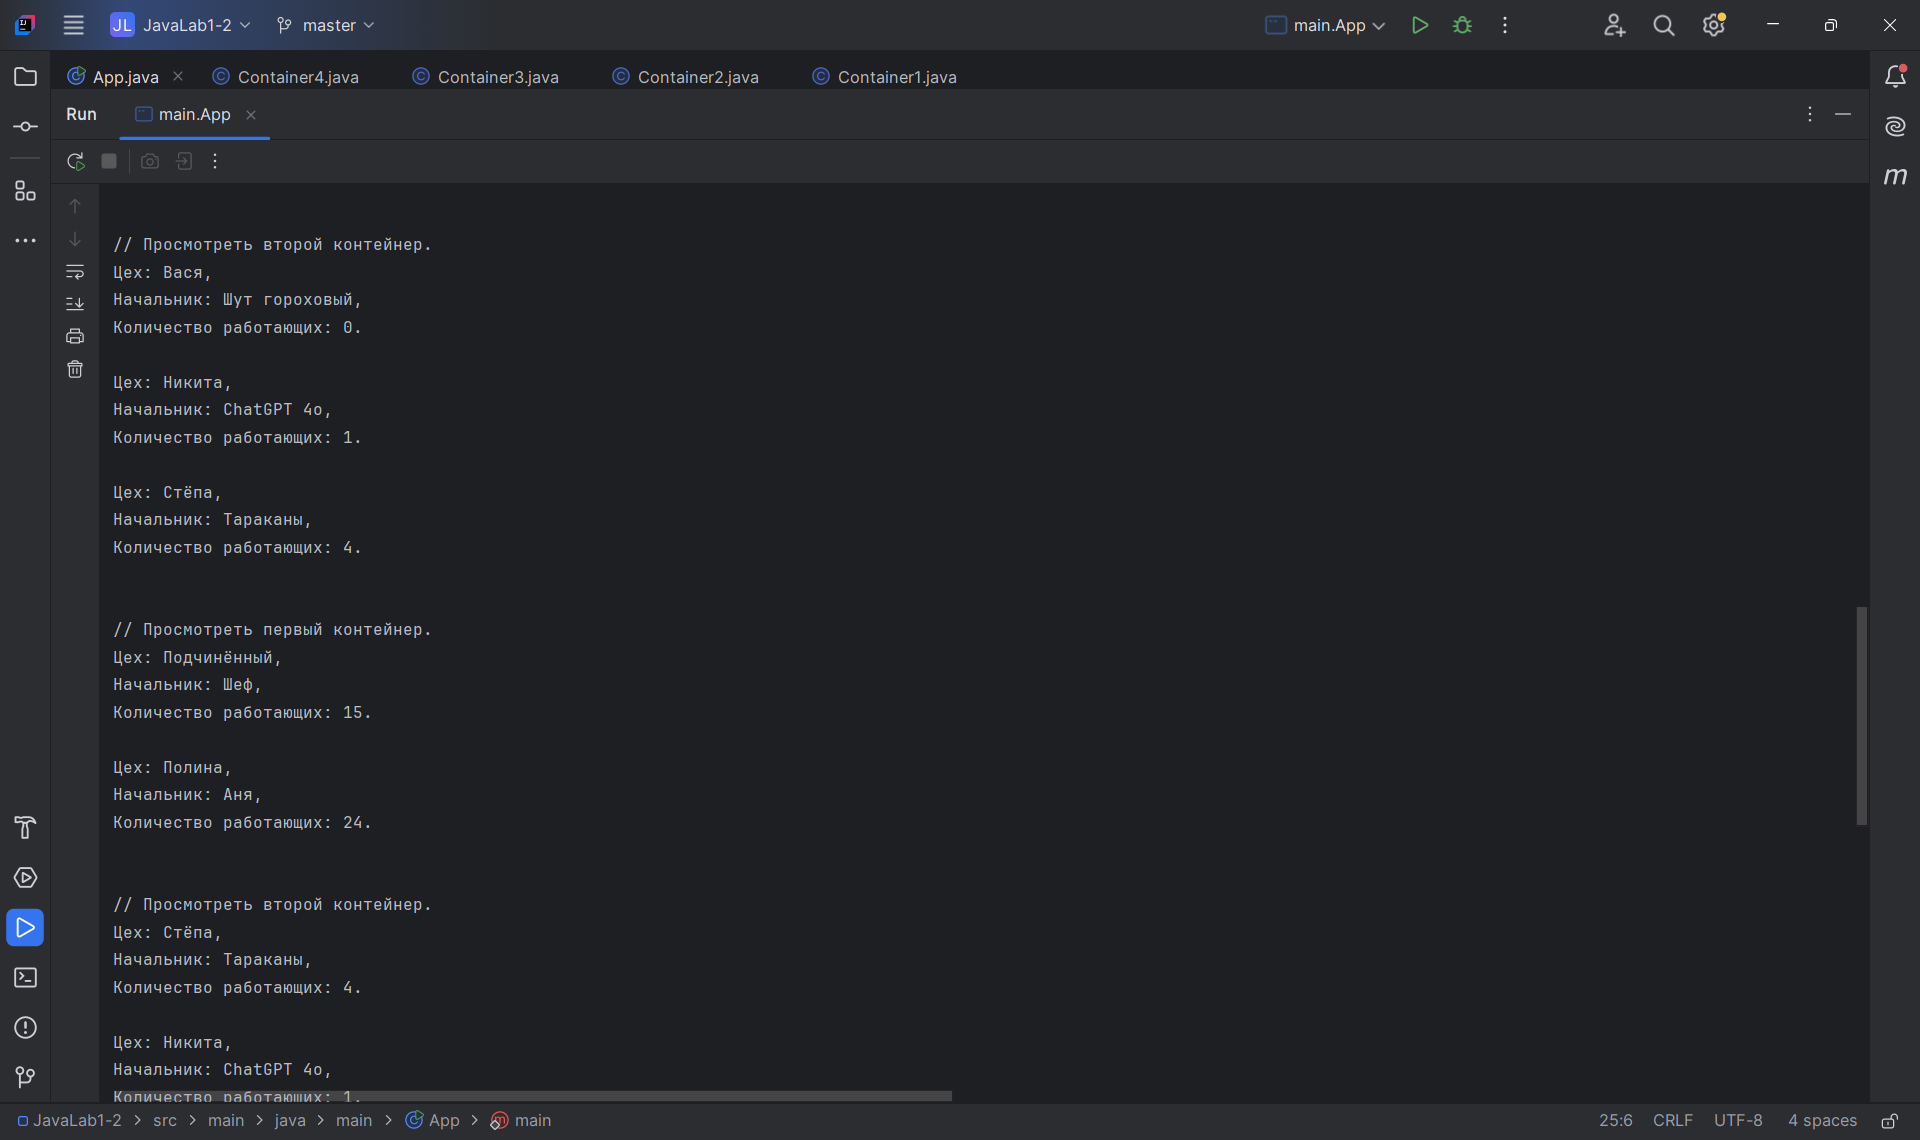 JL JavaLab1-2 master main.App
App.java Container4.java Container3.java Container2.java Container1.java
Run main.App
// Просмотреть второй контейнер.
Цех: Вася,
Начальник: Шут гороховый,
Количество работающих: 0.
Цех: Никита,
Начальник: ChatGPT 4o,
Количество работающих: 1.
Цех: Стёпа,
Начальник: Тараканы,
Количество работающих: 4.
// Просмотреть первый контейнер.
Цех: Подчинённый,
Начальник: Шеф,
Количество работающих: 15.
Цех: Полина,
Начальник: Аня,
Количество работающих: 24.
// Просмотреть второй контейнер.
Цех: Стёпа,
Начальник: Тараканы,
Количество работающих: 4.
Цех: Никита,
Начальник: ChatGPT 4o,
Количество работающих: 1.
JavaLab1-2 > src > main > java > main > App > main 25:6 CRLF UTF-8 4 spaces